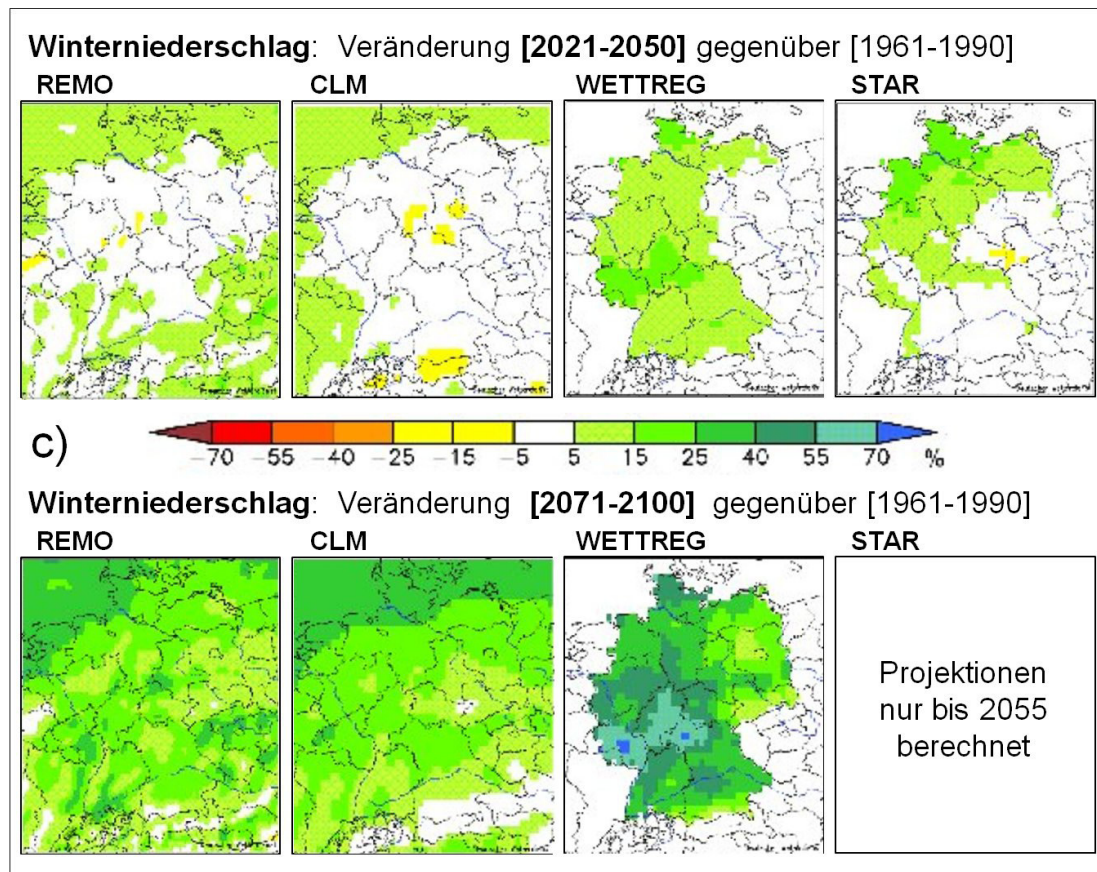 Winterniederschlag: Veränderung [2021-2050] gegenüber [1961-1990]
REMO CLM WETTREG STAR
c)
-70 -55 -40 -25 -15 -5 5 15 25 40 55 70 %
Winterniederschlag: Veränderung [2071-2100] gegenüber [1961-1990]
REMO CLM WETTREG STAR
Projektionen
nur bis 2055
berechnet